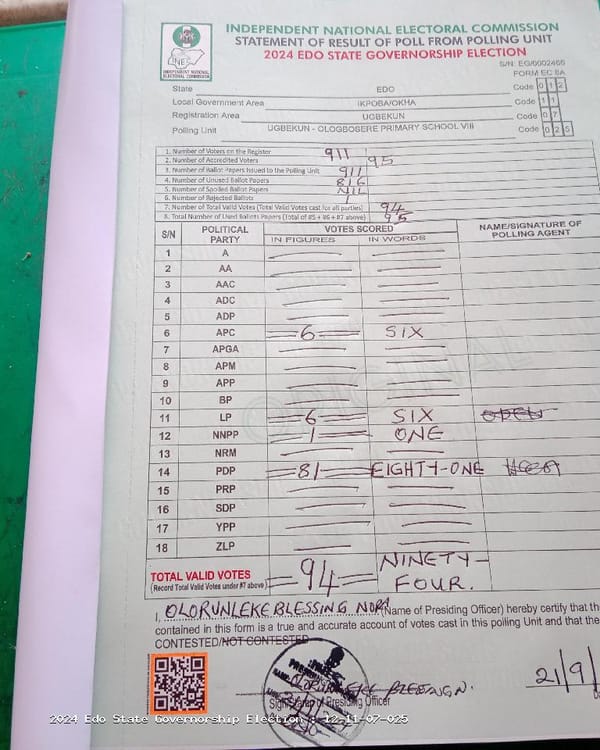 INDEPENDENT NATIONAL ELECTORAL COMMISSION
STATEMENT OF RESULT OF POLL FROM POLLING UNIT
2024 EDO STATE GOVERNORSHIP ELECTION
INEC
INDEPENDENT NATIONAL ELECTORAL COMMISSION
S/N: EG/0002466
FORM EC 8A
State EDO Code 0 1 2
Local Government Area IKPOBA/OKHA Code 1 1
Registration Area UGBEKUN Code 0 7
Polling Unit UGBEKUN - OLOGBOSERE PRIMARY SCHOOL VIII Code 0 2 5
1. Number of Voters on the Register 911
2. Number of Accredited Voters 95
3. Number of Ballot Papers Issued to the Polling Unit 911
4. Number of Unused Ballot Papers 816
5. Number of Spoiled Ballot Papers NIL
6. Number of Rejected Ballots 1
7. Number of Total Valid Votes (Total Valid Votes cast for all parties) 94
8. Total Number of Used Ballots Papers (Total of #5 + #6 + #7 above) 95
S/N POLITICAL PARTY VOTES SCORED NAME/SIGNATURE OF POLLING AGENT
IN FIGURES IN WORDS
1 A
2 AA
3 AAC
4 ADC
5 ADP
6 APC 6 SIX
7 APGA
8 APM
9 APP
10 BP
11 LP 6 SIX
12 NNPP 1 ONE
13 NRM
14 PDP 81 EIGHTY-ONE
15 PRP
16 SDP
17 YPP
18 ZLP
TOTAL VALID VOTES 94 NINETY-
(Record Total Valid Votes under #7 above) FOUR.
I, OLORUNLEKE BLESSING NORA (Name of Presiding Officer) hereby certify that th
contained in this form is a true and accurate account of votes cast in this polling Unit and that the
CONTESTED/NOT CONTESTED
Signature of Presiding Officer
21/9/
2024 Edo State Governorship Election @ 12-11-07-025